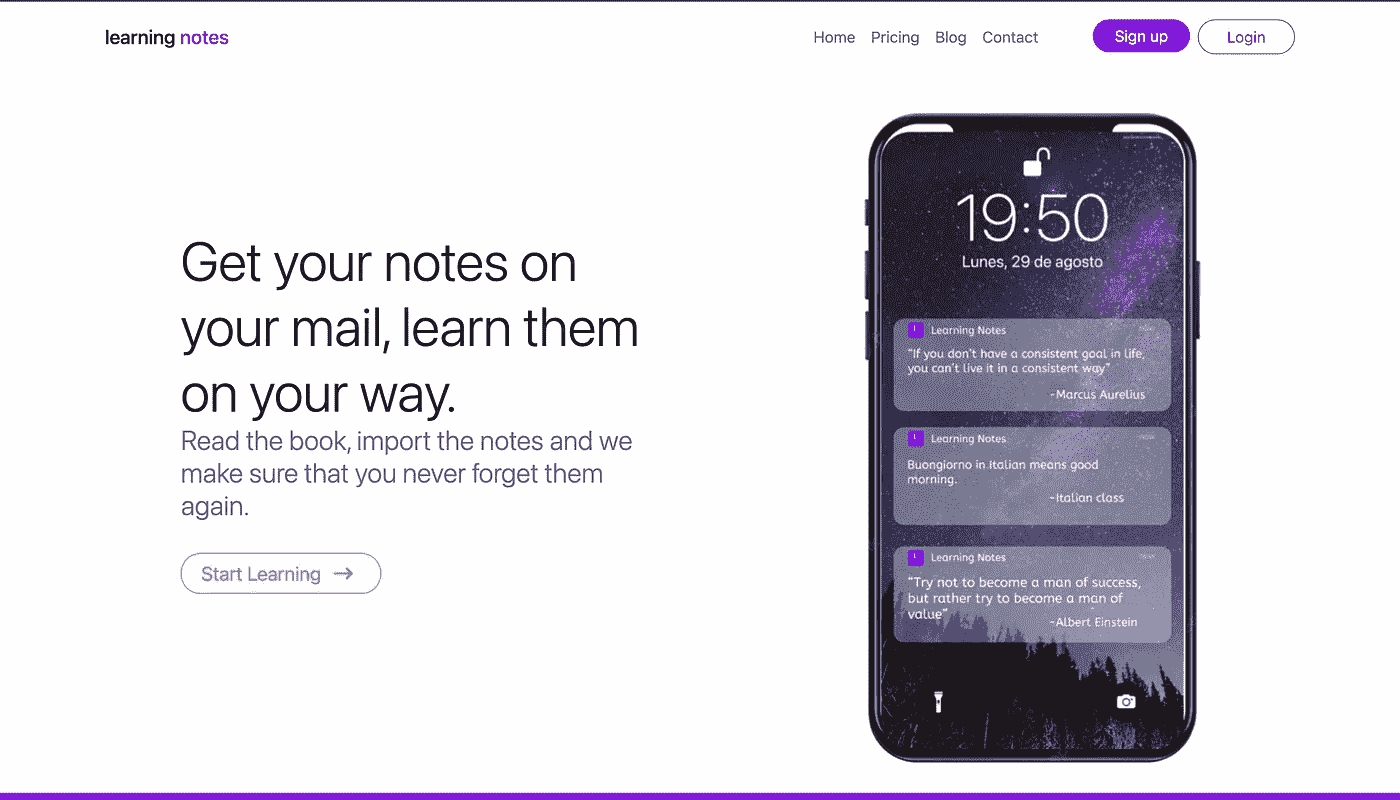 learning notes
Home Pricing Blog Contact Sign up Login
Get your notes on
your mail, learn them
on your way.
Read the book, import the notes and we
make sure that you never forget them
again.
Start Learning →
19:50
Lunes, 29 de agosto
Learning Notes
"If you don't have a consistent goal in life,
you can't live it in a consistent way"
-Marcus Aurelius
Learning Notes now
Buongiorno in Italian means good
morning.
-Italian class
Learning Notes
"Try not to become a man of success,
but rather try to become a man of
value"
-Albert Einstein